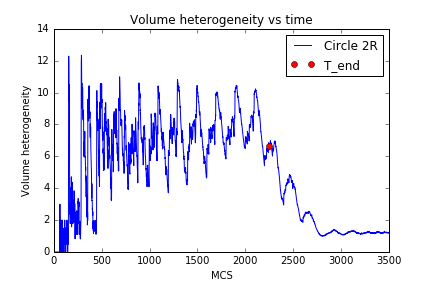 Volume heterogeneity vs time
14
12
10
8
6
4
2
0
Volume heterogeneity
Circle 2R
T_end
0 500 1000 1500 2000 2500 3000 3500
MCS